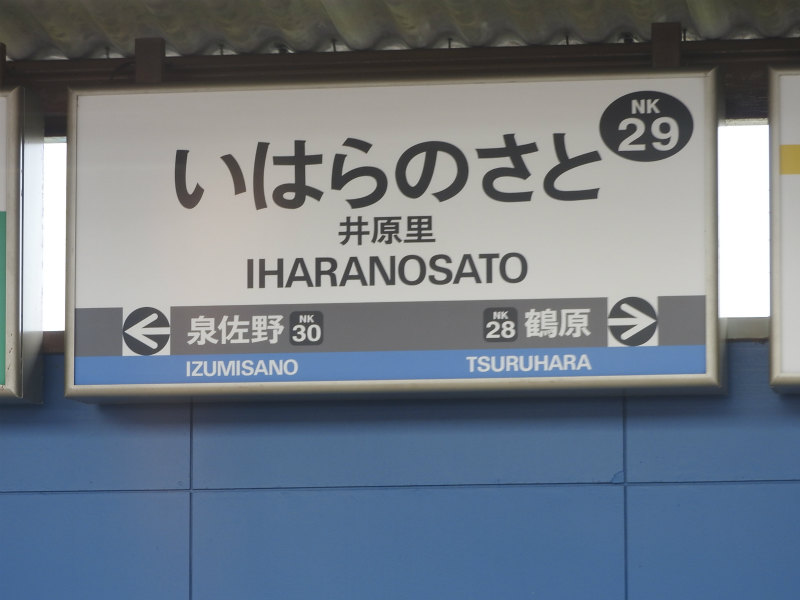 NK
29
いはらのさと
井原里
IHARANOSATO
泉佐野 NK 30
NK 28 鶴原
IZUMISANO
TSURUHARA